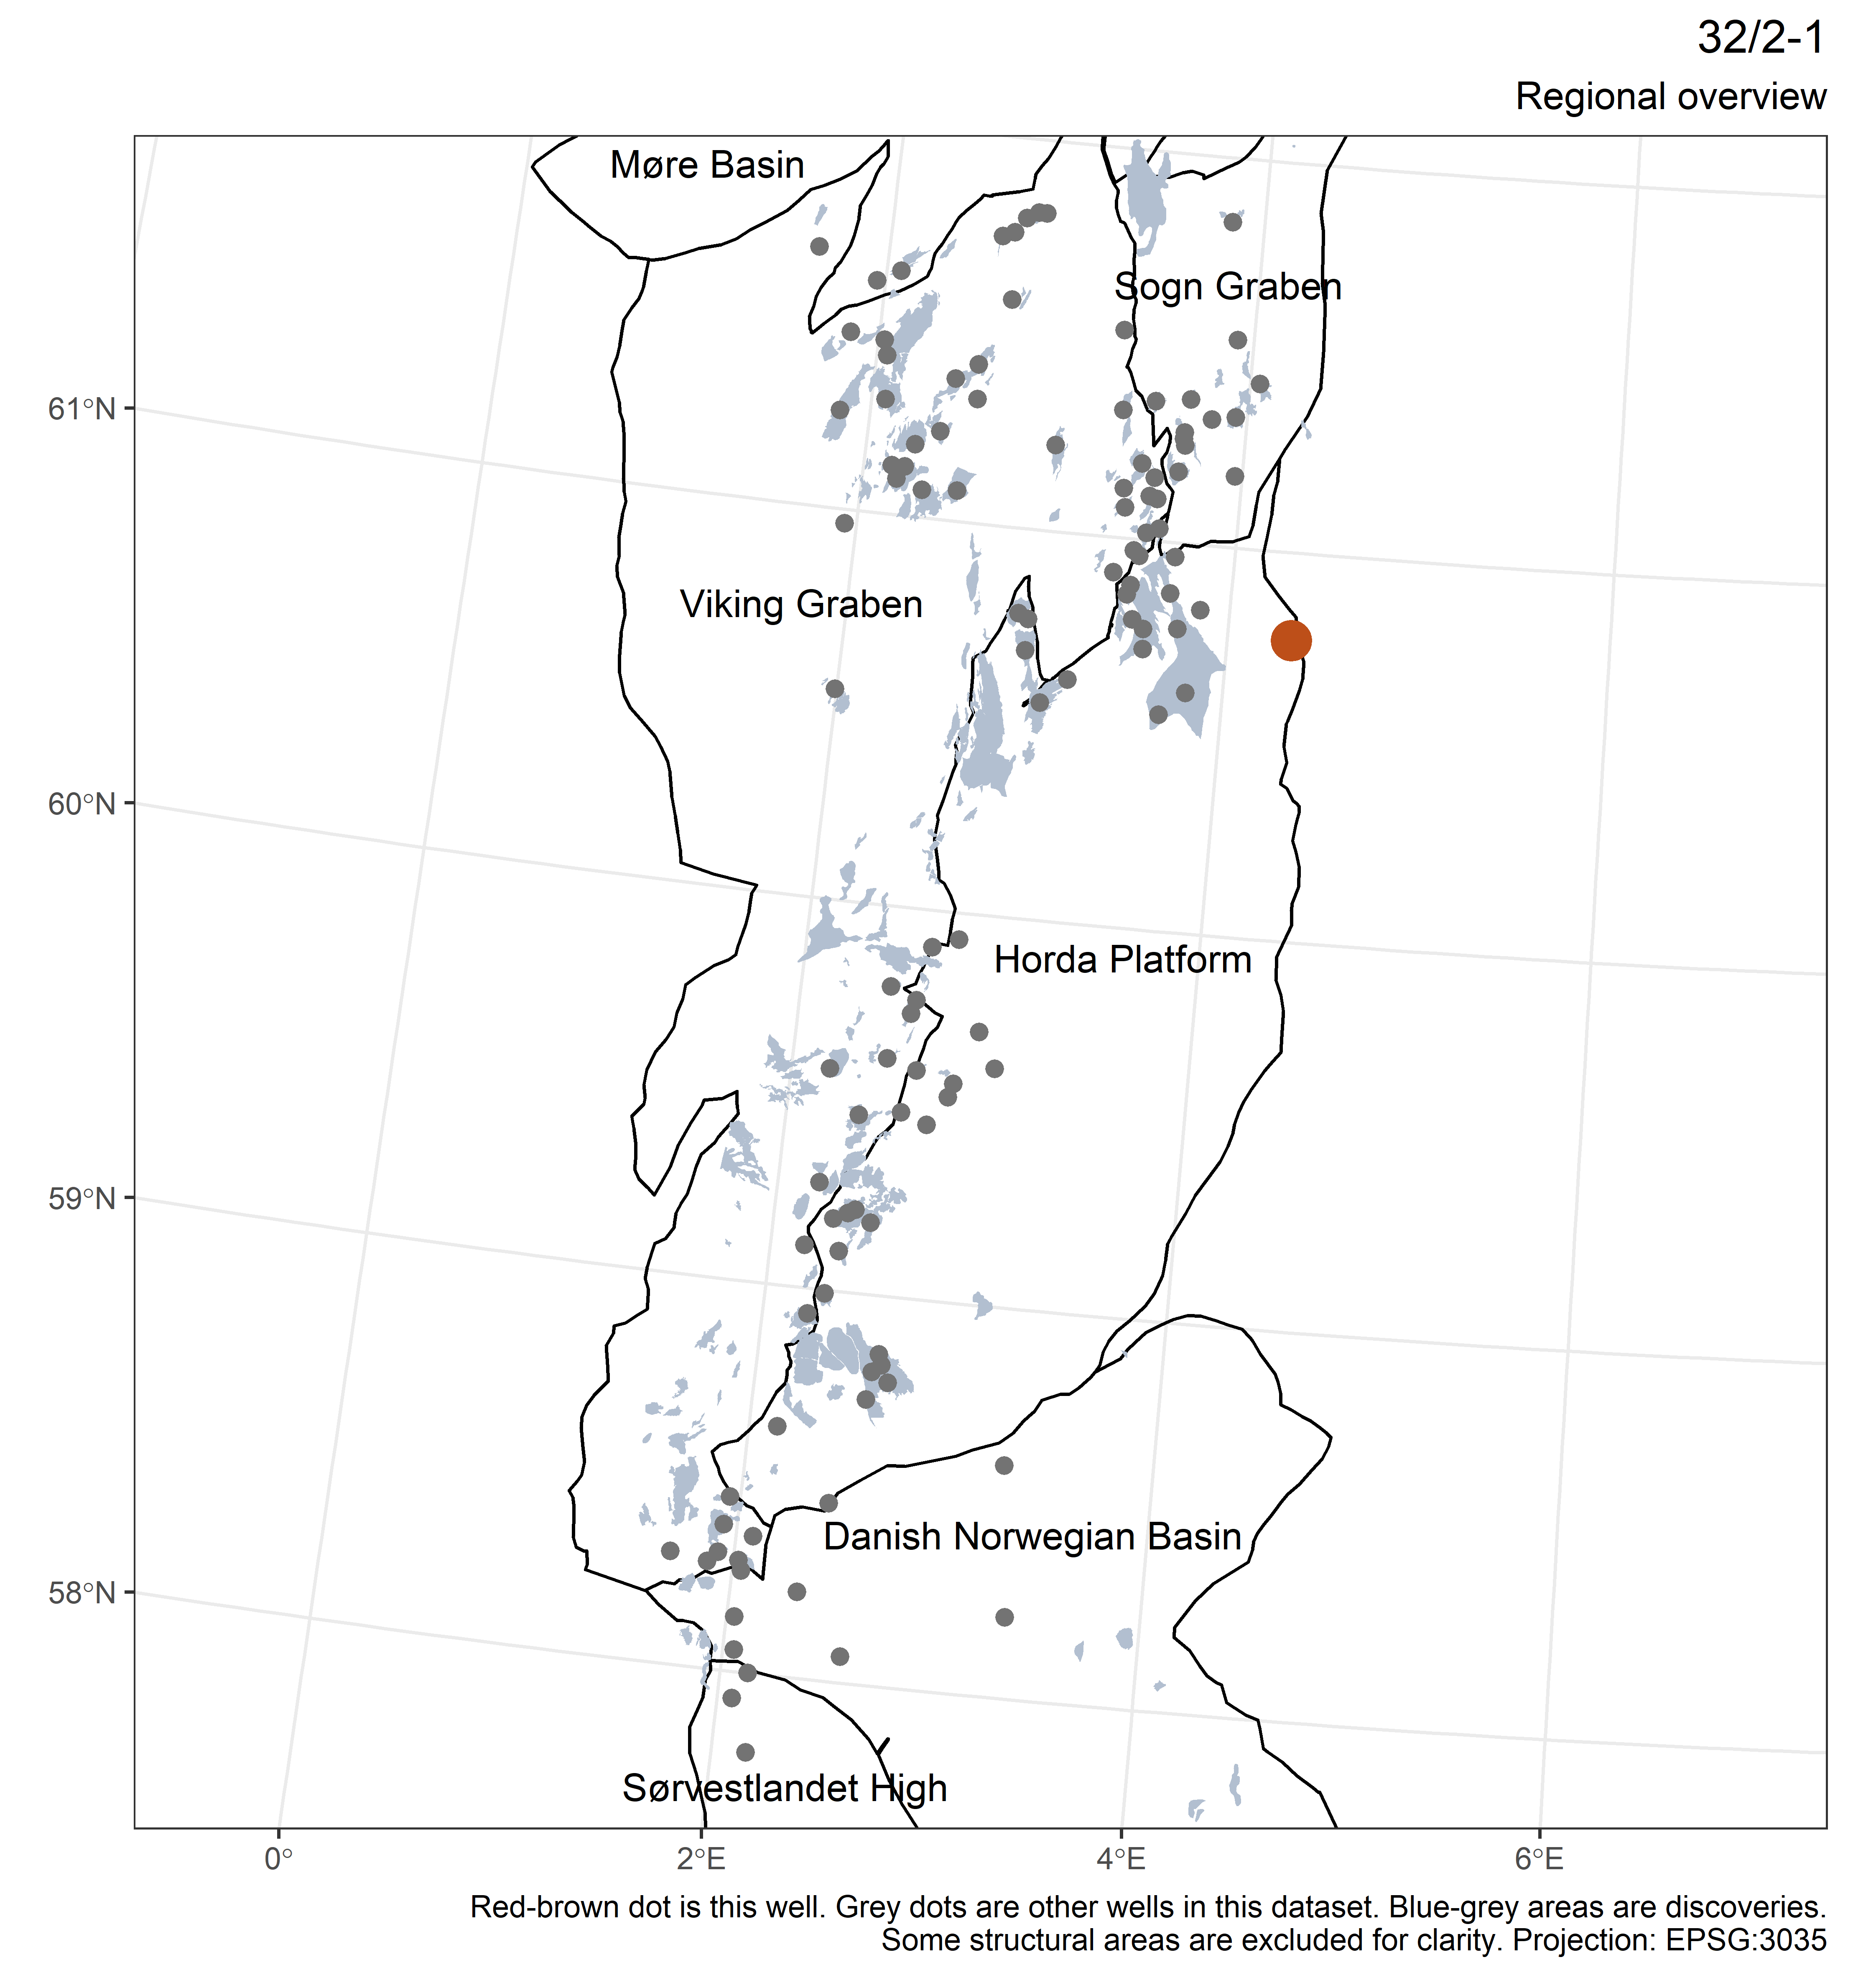 32/2-1
Regional overview
Møre Basin
Sogn Graben
61°N
Viking Graben
60°N
Horda Platform
59°N
Danish Norwegian Basin
58°N
Sørvestlandet High
0° 2°E 4°E 6°E
Red-brown dot is this well. Grey dots are other wells in this dataset. Blue-grey areas are discoveries.
Some structural areas are excluded for clarity. Projection: EPSG:3035